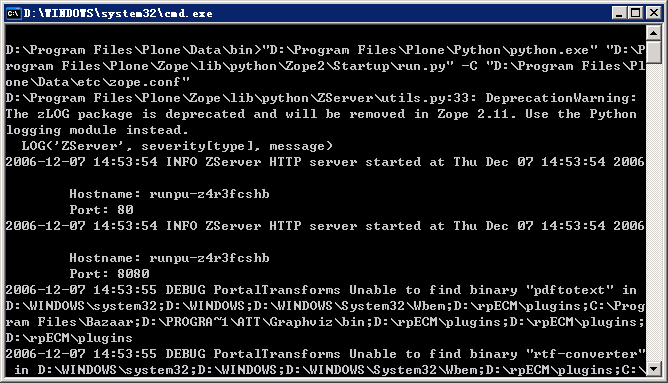 D:\WINDOWS\system32\cmd.exe
D:\Program Files\Plone\Data\bin>"D:\Program Files\Plone\Python\python.exe" "D:\P
rogram Files\Plone\Zope\lib\python\Zope2\Startup\run.py" -C "D:\Program Files\Pl
one\Data\etc\zope.conf"
D:\Program Files\Plone\Zope\lib\python\ZServer\utils.py:33: DeprecationWarning:
The zLOG package is deprecated and will be removed in Zope 2.11. Use the Python
logging module instead.
  LOG('ZServer', severity[type], message)
2006-12-07 14:53:54 INFO ZServer HTTP server started at Thu Dec 07 14:53:54 2006
        Hostname: runpu-z4r3fcshb
        Port: 80
2006-12-07 14:53:54 INFO ZServer HTTP server started at Thu Dec 07 14:53:54 2006
        Hostname: runpu-z4r3fcshb
        Port: 8080
2006-12-07 14:53:55 DEBUG PortalTransforms Unable to find binary "pdftotext" in
D:\WINDOWS\system32;D:\WINDOWS;D:\WINDOWS\System32\Wbem;D:\rpECM\plugins;C:\Prog
ram Files\Bazaar;D:\PROGRA~1\ATT\Graphviz\bin;D:\rpECM\plugins;D:\rpECM\plugins;
D:\rpECM\plugins
2006-12-07 14:53:55 DEBUG PortalTransforms Unable to find binary "rtf-converter"
 in D:\WINDOWS\system32;D:\WINDOWS;D:\WINDOWS\System32\Wbem;D:\rpECM\plugins;C:\